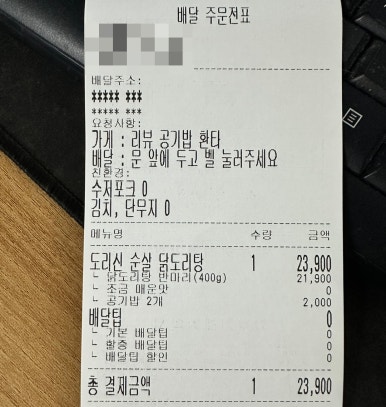 배달 주문전표
배달주소:
***** ***
***** ***
요청사항:
가게 : 리뷰 공기밥 환타
배달 : 문 앞에 두고 벨 눌러주세요
친환경:
수저포크 O
김치, 단무지 O
메뉴명 수량 금액
도리신 순살 닭도리탕 1 23,900
└ 닭도리탕 반마리(400g) 21,900
└ 조금 매운맛 0
└ 공기밥 2개 2,000
배달팁 0
└ 기본 배달팁 0
└ 할증 배달팁 0
└ 배달팁 할인 0
총 결제금액 1 23,900